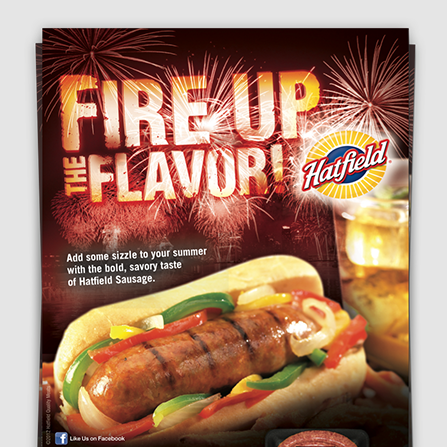 FIRE UP
THE FLAVOR!
Hatfield
Add some sizzle to your summer
with the bold, savory taste
of Hatfield Sausage.
Like Us on Facebook